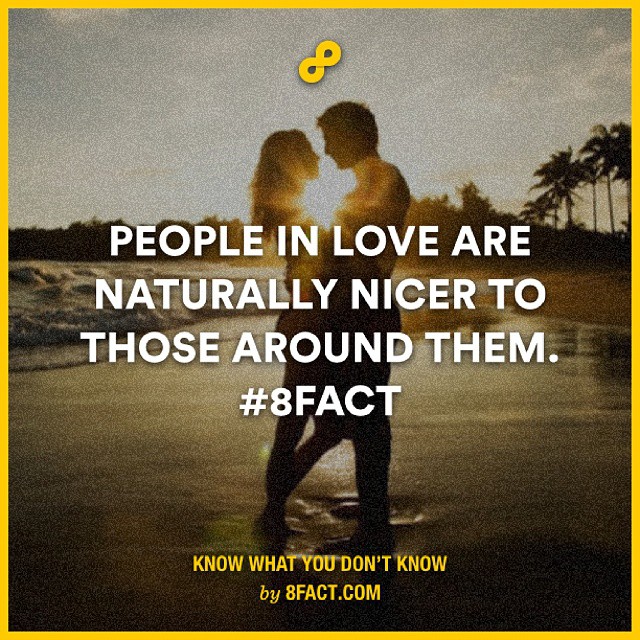 PEOPLE IN LOVE ARE
NATURALLY NICER TO
THOSE AROUND THEM.
#8FACT
KNOW WHAT YOU DON'T KNOW
by 8FACT.COM